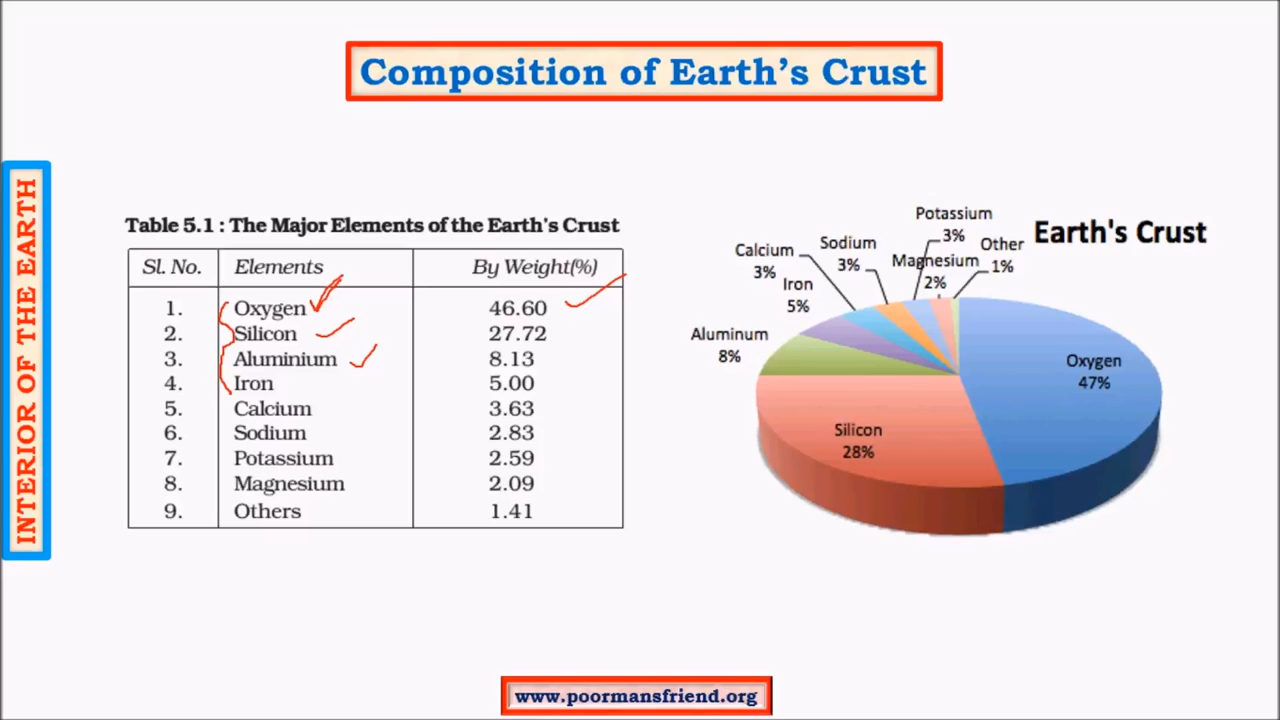 Composition of Earth's Crust
INTERIOR OF THE EARTH
Table 5.1 : The Major Elements of the Earth's Crust
Sl. No. Elements By Weight(%)
1. Oxygen 46.60
2. Silicon 27.72
3. Aluminium 8.13
4. Iron 5.00
5. Calcium 3.63
6. Sodium 2.83
7. Potassium 2.59
8. Magnesium 2.09
9. Others 1.41
Earth's Crust
Potassium
3%
Other
1%
Sodium
3%
Magnesium
2%
Calcium
3%
Iron
5%
Aluminum
8%
Oxygen
47%
Silicon
28%
www.poormansfriend.org